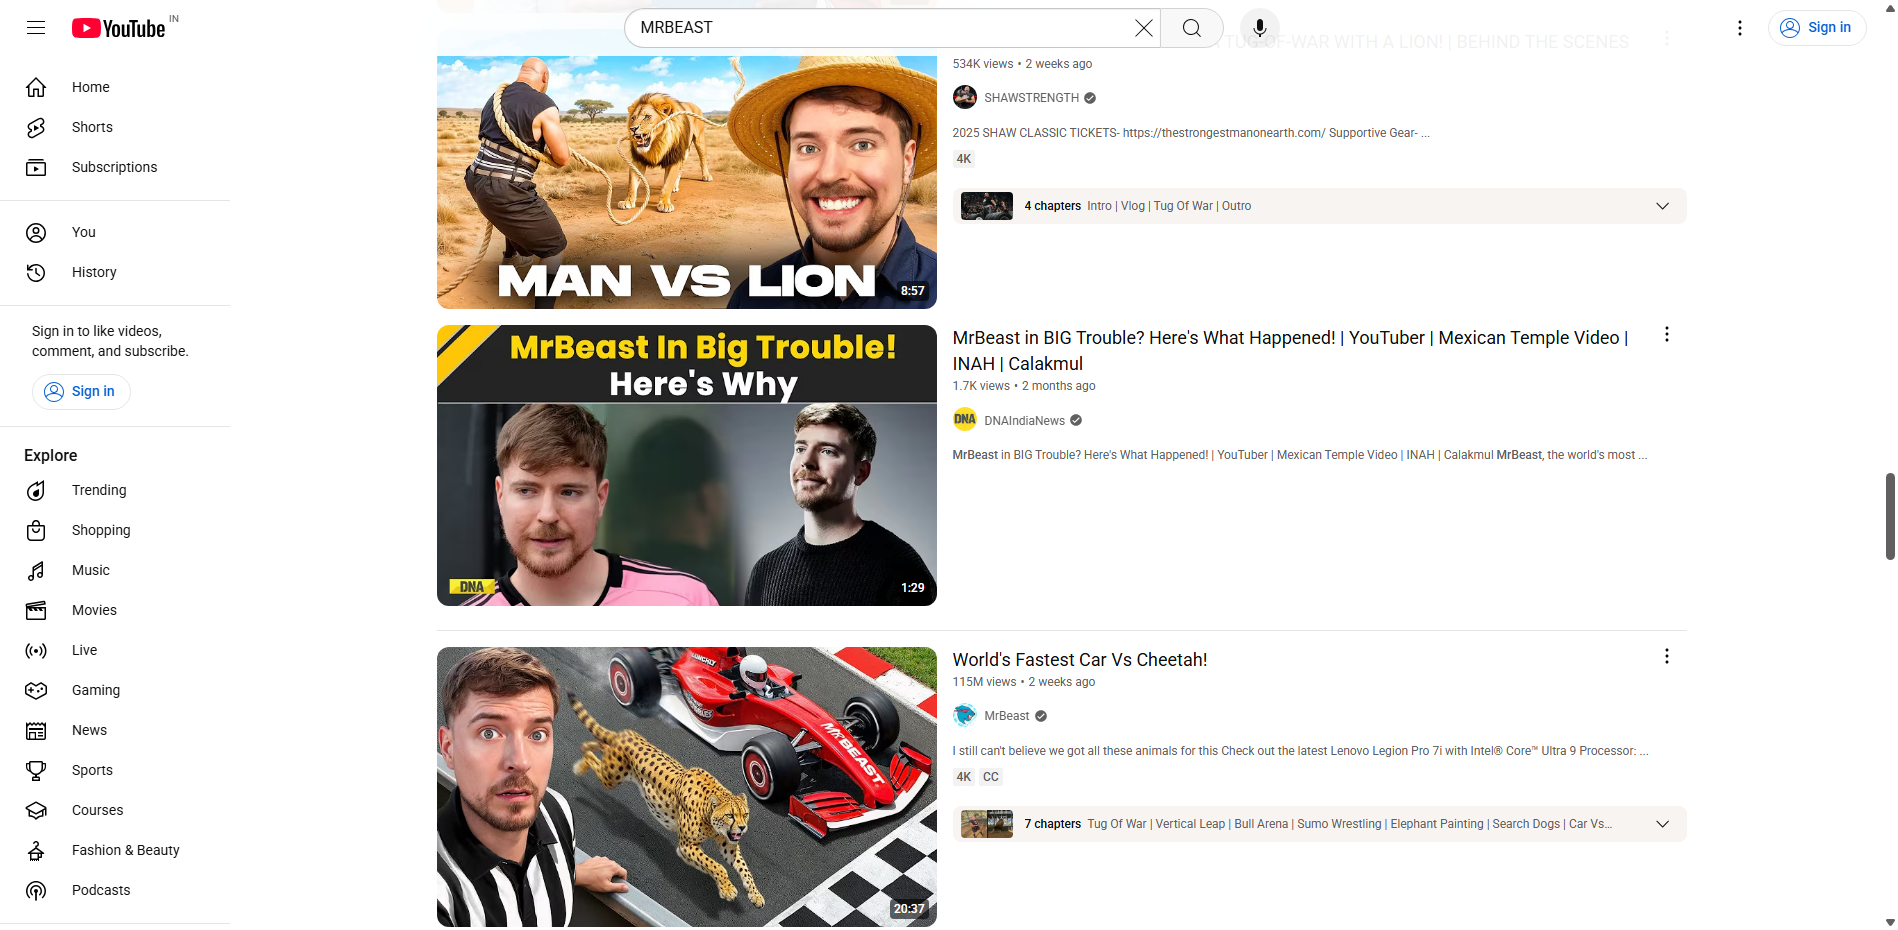 YouTube IN
MRBEAST
Sign in
Home
Shorts
Subscriptions
You
History
Sign in to like videos,
comment, and subscribe.
Sign in
Explore
Trending
Shopping
Music
Movies
Live
Gaming
News
Sports
Courses
Fashion & Beauty
Podcasts
MAN VS LION
8:57
TUG-OF-WAR WITH A LION! | BEHIND THE SCENES
534K views • 2 weeks ago
SHAWSTRENGTH
2025 SHAW CLASSIC TICKETS- https://thestrongestmanonearth.com/ Supportive Gear- ...
4K
4 chapters Intro | Vlog | Tug Of War | Outro
MrBeast In Big Trouble!
Here's Why
DNA
1:29
MrBeast in BIG Trouble? Here's What Happened! | YouTuber | Mexican Temple Video |
INAH | Calakmul
1.7K views • 2 months ago
DNA
DNAIndiaNews
MrBeast in BIG Trouble? Here's What Happened! | YouTuber | Mexican Temple Video | INAH | Calakmul MrBeast, the world's most ...
MRBEAST
20:37
World's Fastest Car Vs Cheetah!
115M views • 2 weeks ago
MrBeast
I still can't believe we got all these animals for this Check out the latest Lenovo Legion Pro 7i with Intel® Core™ Ultra 9 Processor: ...
4K CC
7 chapters Tug Of War | Vertical Leap | Bull Arena | Sumo Wrestling | Elephant Painting | Search Dogs | Car Vs...